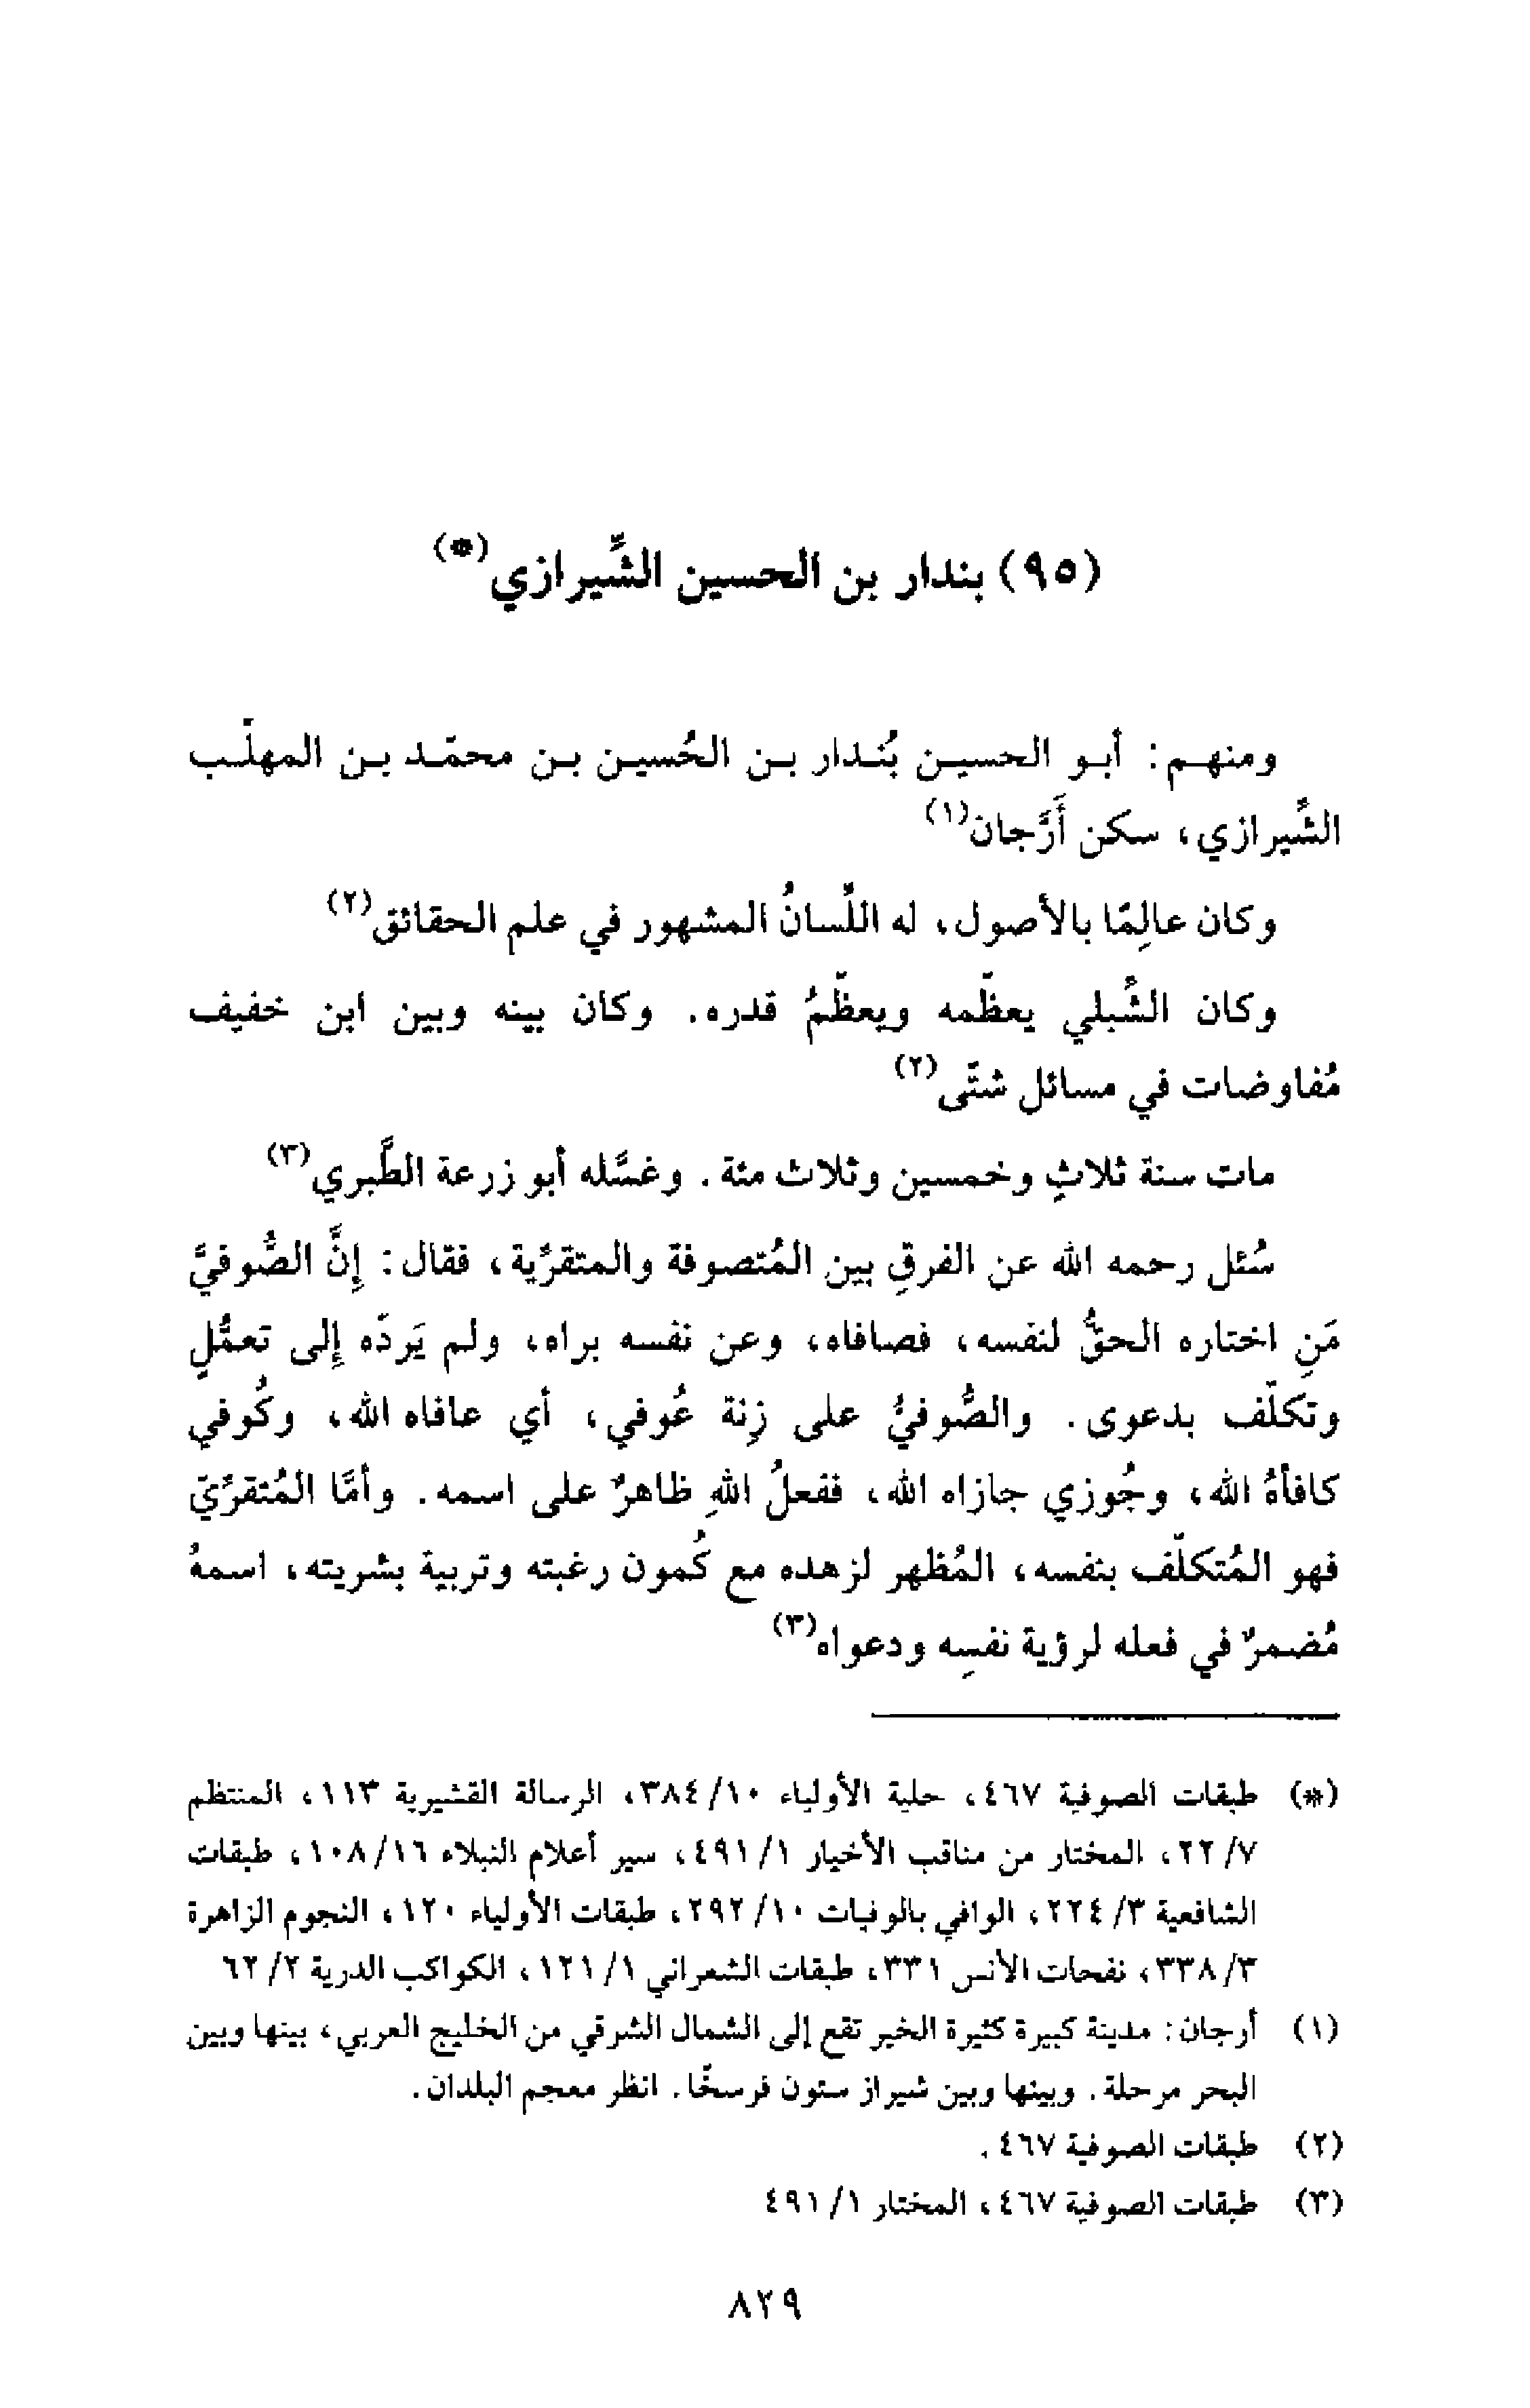 (٩٥) بندار بن الحسين الشِّيرازي(*)
ومنهم: أبو الحسين بُندار بن الحُسين بن محمّد بن المهلّب
الشِّيرازي، سكن أَرَّجان(١)
وكان عالِمًا بالأصول، له اللِّسانُ المشهور في علم الحقائق(٢)
وكان الشِّبلي يعظّمه ويعظّمُ قدره. وكان بينه وبين ابن خفيف
مُفاوضات في مسائل شتّى(٢)
مات سنة ثلاثٍ وخمسين وثلاث مئة. وغسَّله أبو زرعة الطَّبري(٣)
سُئل رحمه الله عن الفرقِ بين المُتصوفة والمتقرِّية، فقال: إنَّ الصُّوفيَّ
مَنِ اختاره الحقُّ لنفسه، فصافاه، وعن نفسه براه، ولم يَردّه إلى تعمُّلٍ
وتكلّف بدعوى. والصُّوفيُّ على زِنة عُوفي، أي عافاه الله، وكُوفي
كافأهُ الله، وجُوزي جازاه الله، ففعلُ اللهِ ظاهرٌ على اسمه. وأمَّا المُتقرِّيّ
فهو المُتكلّف بنفسه، المُظهر لزهده مع كُمون رغبته وتربية بشريته، اسمهُ
مُضمرٌ في فعله لرؤية نفسِه ودعواه(٣)
(*) طبقات الصوفية ٤٦٧، حلية الأولياء ٣٨٤/١٠، الرسالة القشيرية ١١٣، المنتظم
٢٢/٧، المختار من مناقب الأخيار ٤٩١/١، سير أعلام النبلاء ١٠٨/١٦، طبقات
الشافعية ٢٢٤/٣، الوافي بالوفيات ٢٩٢/١٠، طبقات الأولياء ١٢٠، النجوم الزاهرة
٣٣٨/٣، نفحات الأنس ٣٣١، طبقات الشعراني ١٢١/١، الكواكب الدرية ٦٢/٢
(١) أرجان: مدينة كبيرة كثيرة الخير تقع إلى الشمال الشرقي من الخليج العربي، بينها وبين
البحر مرحلة. وبينها وبين شيراز ستون فرسخًا. انظر معجم البلدان.
(٢) طبقات الصوفية ٤٦٧.
(٣) طبقات الصوفية ٤٦٧، المختار ٤٩١/١
٨٢٩